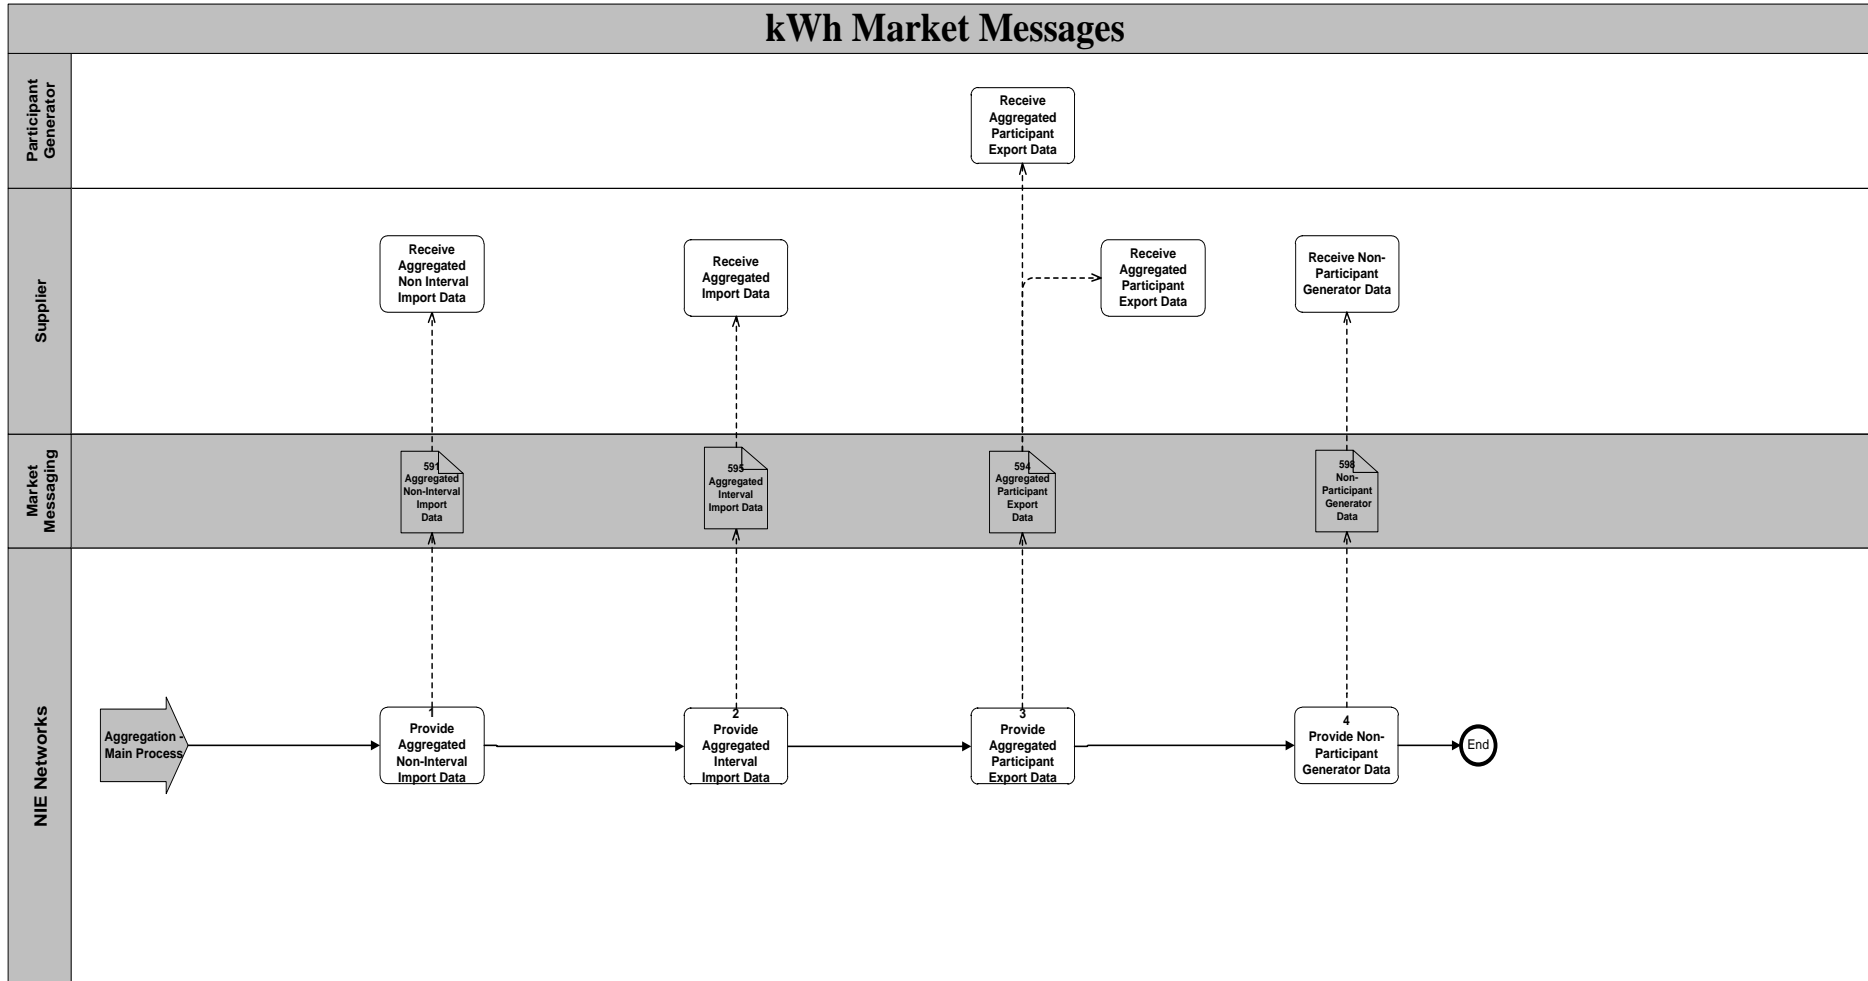 kWh Market Messages
Participant
Generator
Receive
Aggregated
Participant
Export Data
Supplier
Receive
Aggregated
Non Interval
Import Data
Receive
Aggregated
Import Data
Receive
Aggregated
Participant
Export Data
Receive Non-
Participant
Generator Data
Market
Messaging
591
Aggregated
Non-Interval
Import
Data
595
Aggregated
Interval
Import Data
594
Aggregated
Participant
Export
Data
598
Non-
Participant
Generator
Data
NIE Networks
Aggregation -
Main Process
1
Provide
Aggregated
Non-Interval
Import Data
2
Provide
Aggregated
Interval
Import Data
3
Provide
Aggregated
Participant
Export Data
4
Provide Non-
Participant
Generator Data
End